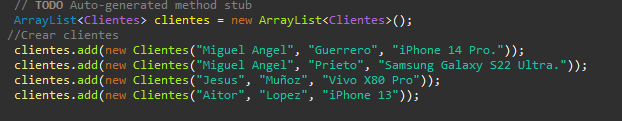 // TODO Auto-generated method stub
ArrayList<Clientes> clientes = new ArrayList<Clientes>();
//Crear clientes
clientes.add(new Clientes("Miguel Angel", "Guerrero", "iPhone 14 Pro."));
clientes.add(new Clientes("Miguel Angel", "Prieto", "Samsung Galaxy S22 Ultra."));
clientes.add(new Clientes("Jesus", "Muñoz", "Vivo X80 Pro"));
clientes.add(new Clientes("Aitor", "Lopez", "iPhone 13"));